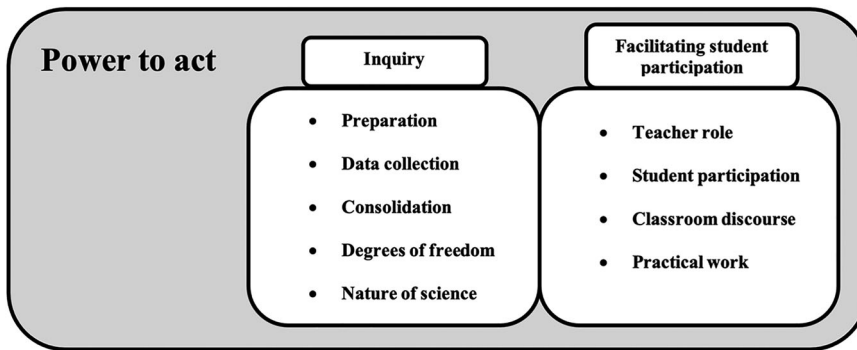 Power to act
Inquiry
• Preparation
• Data collection
• Consolidation
• Degrees of freedom
• Nature of science
Facilitating student
participation
• Teacher role
• Student participation
• Classroom discourse
• Practical work